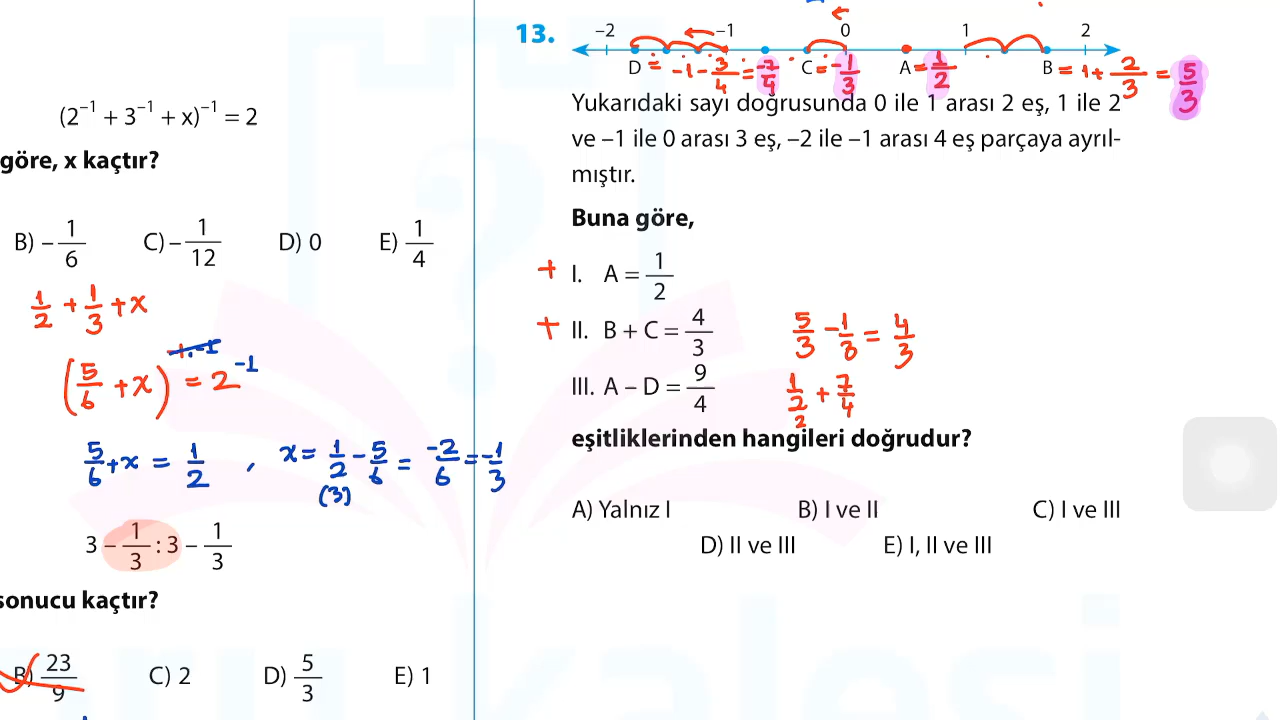 (2⁻¹ + 3⁻¹ + x)⁻¹ = 2
göre, x kaçtır?
B) –1/6 C) –1/12 D) 0 E) 1/4
1/2 + 1/3 + x
(5/6 + x) = 2⁻¹
5/6 + x = 1/2 , x = 1/2 – 5/6 = –2/6 = –1/3
(3)
3 – 1/3 : 3 – 1/3
sonucu kaçtır?
B) 23/9 C) 2 D) 5/3 E) 1
13.
–2 –1 0 1 2
D = –1 – 3/4 = –7/4 C = –1/3 A = 1/2 B = 1 + 2/3 = 5/3
Yukarıdaki sayı doğrusunda 0 ile 1 arası 2 eş, 1 ile 2
ve –1 ile 0 arası 3 eş, –2 ile –1 arası 4 eş parçaya ayrıl-
mıştır.
Buna göre,
+ I. A = 1/2
+ II. B + C = 4/3 5/3 – 1/3 = 4/3
III. A – D = 9/4 1/2 + 7/4
2
eşitliklerinden hangileri doğrudur?
A) Yalnız I B) I ve II C) I ve III
D) II ve III E) I, II ve III